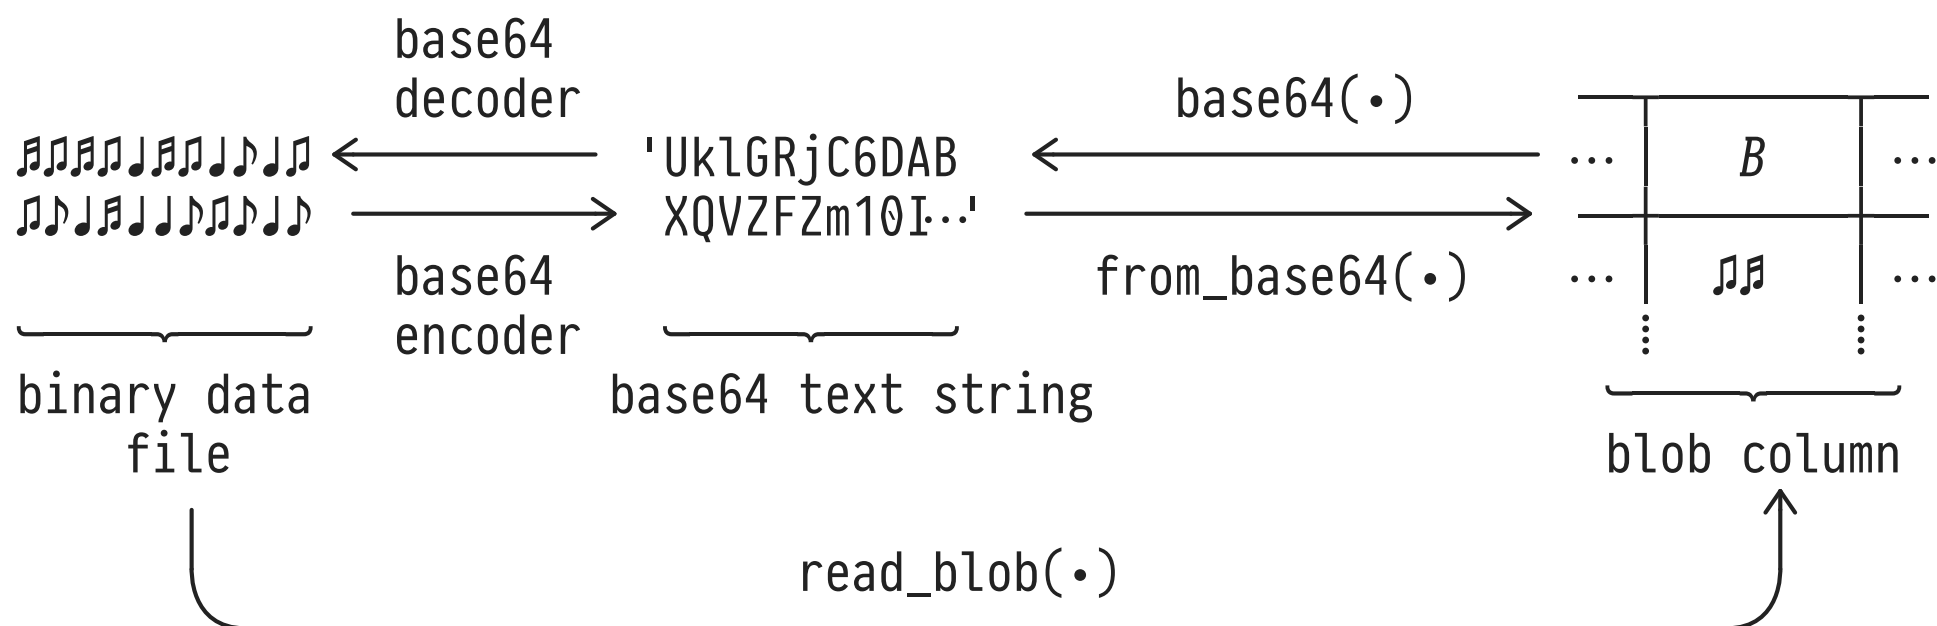 base64
decoder
base64(•)
♬♫♬♫♩♬♫♩♪♩♫
'UklGRjC6DAB
... B ...
♫♪♩♬♩♩♪♫♪♩♪
XQVZFZm10I...'
base64
encoder
from_base64(•)
... ♫♬ ...
binary data
file
base64 text string
blob column
read_blob(•)